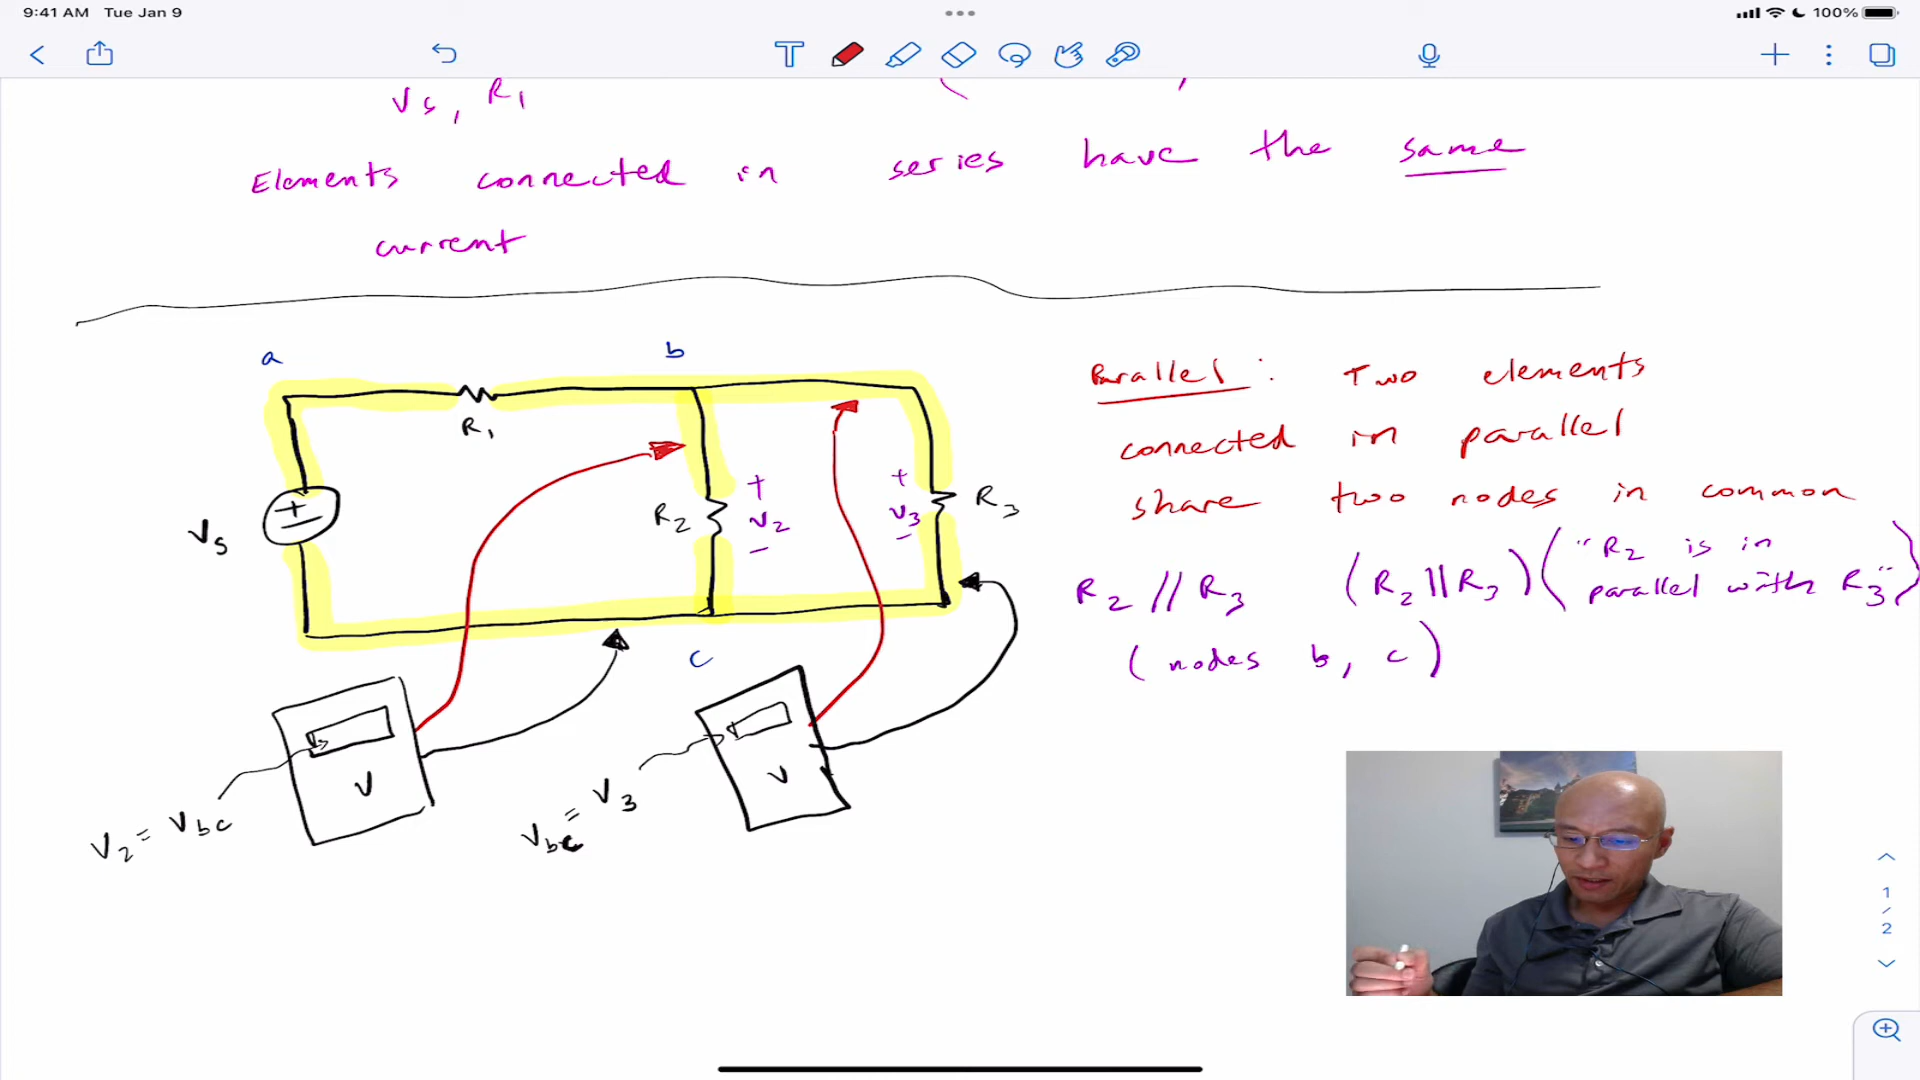 9:41 AM Tue Jan 9
100%
Vs, R1
Elements connected in series have the same
current
a
b
R1
Vs
R2
+
v2
−
+
v3
−
R3
c
V
V
V2 = Vbc
Vbc = V3
Parallel : Two elements
connected in parallel
share two nodes in common
R2 // R3 (R2 || R3) ("R2 is in
parallel with R3")
(nodes b, c)
1
/
2